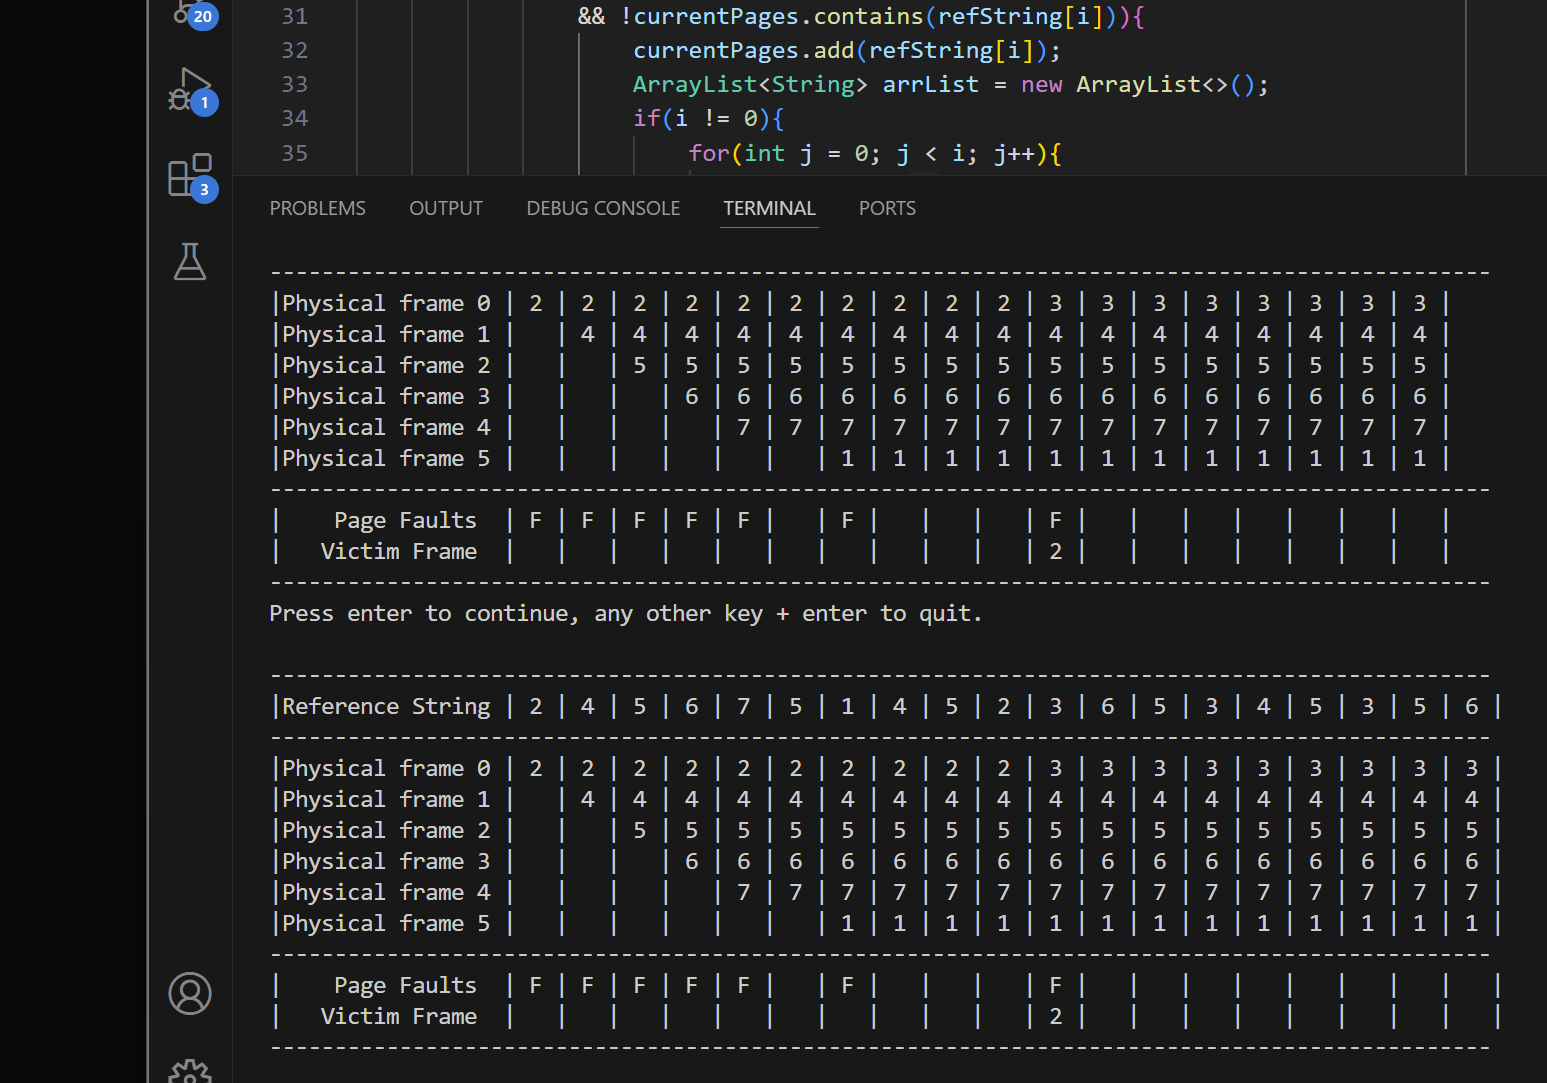 20
1
3
31 && !currentPages.contains(refString[i])){
32 currentPages.add(refString[i]);
33 ArrayList<String> arrList = new ArrayList<>();
34 if(i != 0){
35 for(int j = 0; j < i; j++){
PROBLEMS OUTPUT DEBUG CONSOLE TERMINAL PORTS
----------------------------------------------------------------------------------------------
|Physical frame 0 | 2 | 2 | 2 | 2 | 2 | 2 | 2 | 2 | 2 | 2 | 3 | 3 | 3 | 3 | 3 | 3 | 3 | 3 |
|Physical frame 1 |   | 4 | 4 | 4 | 4 | 4 | 4 | 4 | 4 | 4 | 4 | 4 | 4 | 4 | 4 | 4 | 4 | 4 |
|Physical frame 2 |   |   | 5 | 5 | 5 | 5 | 5 | 5 | 5 | 5 | 5 | 5 | 5 | 5 | 5 | 5 | 5 | 5 |
|Physical frame 3 |   |   |   | 6 | 6 | 6 | 6 | 6 | 6 | 6 | 6 | 6 | 6 | 6 | 6 | 6 | 6 | 6 |
|Physical frame 4 |   |   |   |   | 7 | 7 | 7 | 7 | 7 | 7 | 7 | 7 | 7 | 7 | 7 | 7 | 7 | 7 |
|Physical frame 5 |   |   |   |   |   |   | 1 | 1 | 1 | 1 | 1 | 1 | 1 | 1 | 1 | 1 | 1 | 1 |
----------------------------------------------------------------------------------------------
|    Page Faults  | F | F | F | F | F |   | F |   |   |   | F |   |   |   |   |   |   |   |
|   Victim Frame  |   |   |   |   |   |   |   |   |   |   | 2 |   |   |   |   |   |   |   |
----------------------------------------------------------------------------------------------
Press enter to continue, any other key + enter to quit.
----------------------------------------------------------------------------------------------
|Reference String | 2 | 4 | 5 | 6 | 7 | 5 | 1 | 4 | 5 | 2 | 3 | 6 | 5 | 3 | 4 | 5 | 3 | 5 | 6 |
----------------------------------------------------------------------------------------------
|Physical frame 0 | 2 | 2 | 2 | 2 | 2 | 2 | 2 | 2 | 2 | 2 | 3 | 3 | 3 | 3 | 3 | 3 | 3 | 3 | 3 |
|Physical frame 1 |   | 4 | 4 | 4 | 4 | 4 | 4 | 4 | 4 | 4 | 4 | 4 | 4 | 4 | 4 | 4 | 4 | 4 | 4 |
|Physical frame 2 |   |   | 5 | 5 | 5 | 5 | 5 | 5 | 5 | 5 | 5 | 5 | 5 | 5 | 5 | 5 | 5 | 5 | 5 |
|Physical frame 3 |   |   |   | 6 | 6 | 6 | 6 | 6 | 6 | 6 | 6 | 6 | 6 | 6 | 6 | 6 | 6 | 6 | 6 |
|Physical frame 4 |   |   |   |   | 7 | 7 | 7 | 7 | 7 | 7 | 7 | 7 | 7 | 7 | 7 | 7 | 7 | 7 | 7 |
|Physical frame 5 |   |   |   |   |   |   | 1 | 1 | 1 | 1 | 1 | 1 | 1 | 1 | 1 | 1 | 1 | 1 | 1 |
----------------------------------------------------------------------------------------------
|    Page Faults  | F | F | F | F | F |   | F |   |   |   | F |   |   |   |   |   |   |   |   |
|   Victim Frame  |   |   |   |   |   |   |   |   |   |   | 2 |   |   |   |   |   |   |   |   |
----------------------------------------------------------------------------------------------